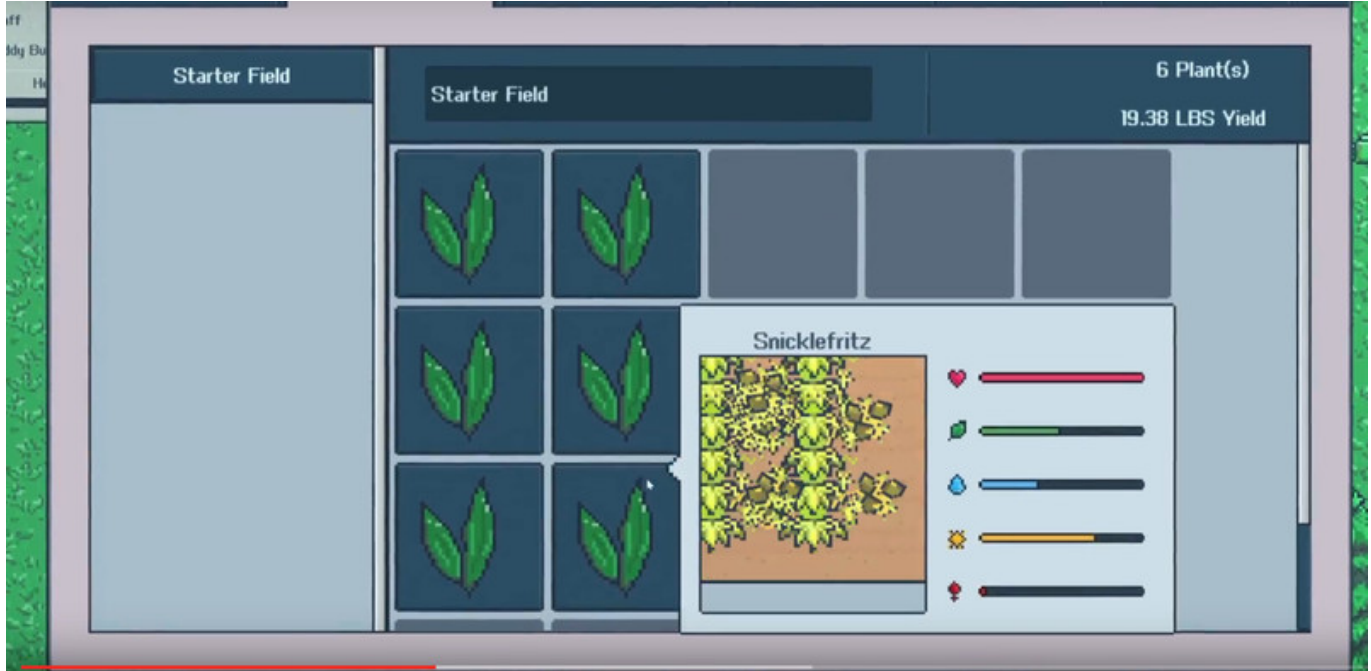 Starter Field
Starter Field
6 Plant(s)
19.38 LBS Yield
Snicklefritz